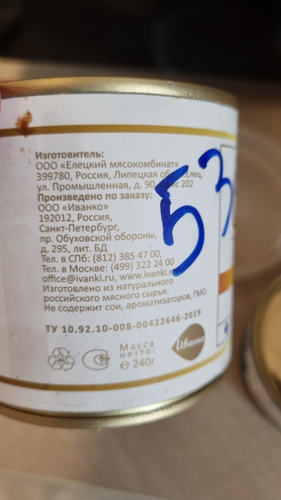 Изготовитель:
ООО «Елецкий мясокомбинат»
399780, Россия, Липецкая обл., Елец,
ул. Промышленная, д. 90, 202
Произведено по заказу:
ООО «Иванко»
192012, Россия,
Санкт-Петербург,
пр. Обуховской обороны,
д. 295, лит. БД
Тел. в СПб: (812) 385 47 00,
Тел. в Москве: (499) 322 24 00
office@ivanki.ru, www.ivanki.
Изготовлено из натурального
российского мясного сырья.
Не содержит сои, ароматизаторов, ГМО.
ТУ 10.92.10-008-00422646-2019
Масса
нетто:
℮ 240г
Иванко
53